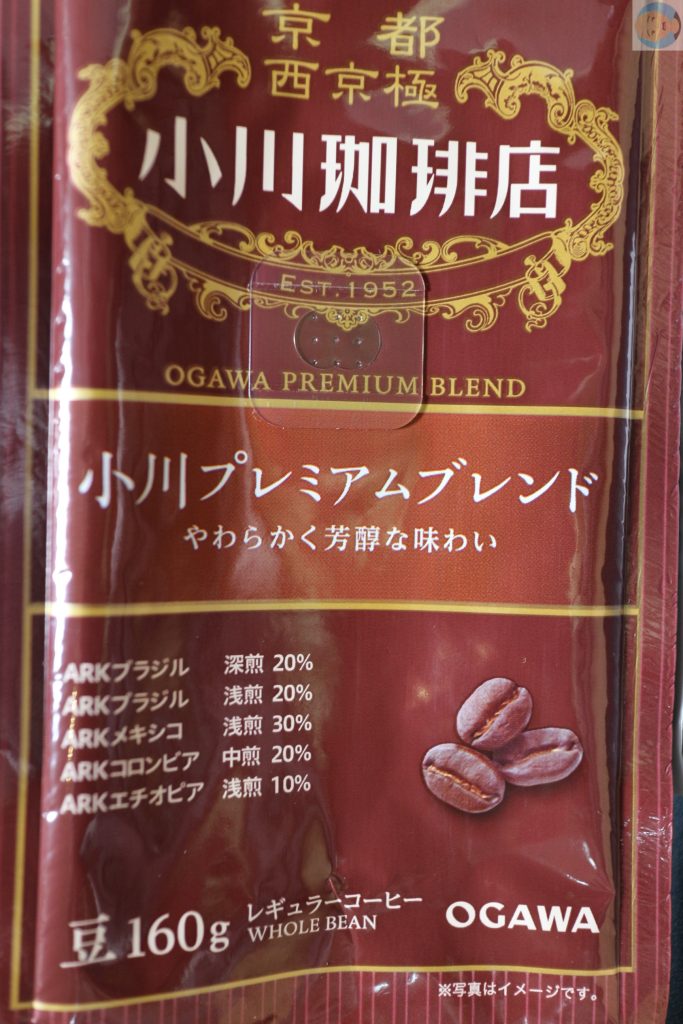 京都
西京極
小川珈琲店
EST.1952
OGAWA PREMIUM BLEND
小川プレミアムブレンド
やわらかく芳醇な味わい
ARKブラジル 深煎 20%
ARKブラジル 浅煎 20%
ARKメキシコ 浅煎 30%
ARKコロンビア 中煎 20%
ARKエチオピア 浅煎 10%
豆 160g
レギュラーコーヒー
WHOLE BEAN
OGAWA
※写真はイメージです。